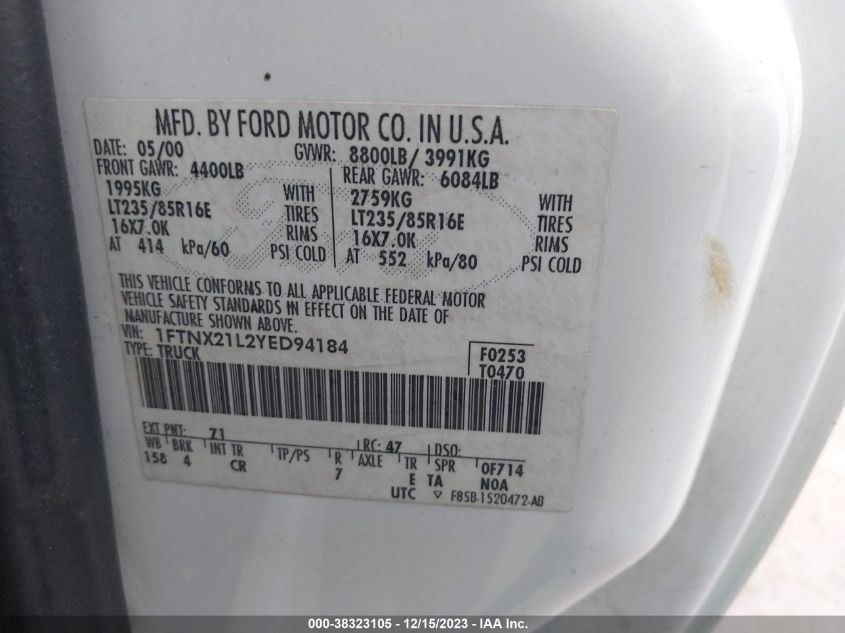 MFD. BY FORD MOTOR CO. IN U.S.A.
DATE: 05/00 GVWR: 8800LB/ 3991KG
FRONT GAWR: 4400LB REAR GAWR: 6084LB
1995KG WITH 2759KG WITH
LT235/85R16E TIRES LT235/85R16E TIRES
16X7.0K RIMS 16X7.0K RIMS
AT 414 kPa/60 PSI COLD AT 552 kPa/80 PSI COLD
THIS VEHICLE CONFORMS TO ALL APPLICABLE FEDERAL MOTOR
VEHICLE SAFETY STANDARDS IN EFFECT ON THE DATE OF
MANUFACTURE SHOWN ABOVE.
VIN: 1FTNX21L2YED94184
TYPE: TRUCK
F0253
T0470
EXT PNT: Z1 RC: 47 DSO:
WB BRK INT TR TP/PS R AXLE TR SPR 0F714
158 4 CR 7 E TA N0A
UTC ▽ F85B-1520472-AB
000-38323105 - 12/15/2023 - IAA Inc.